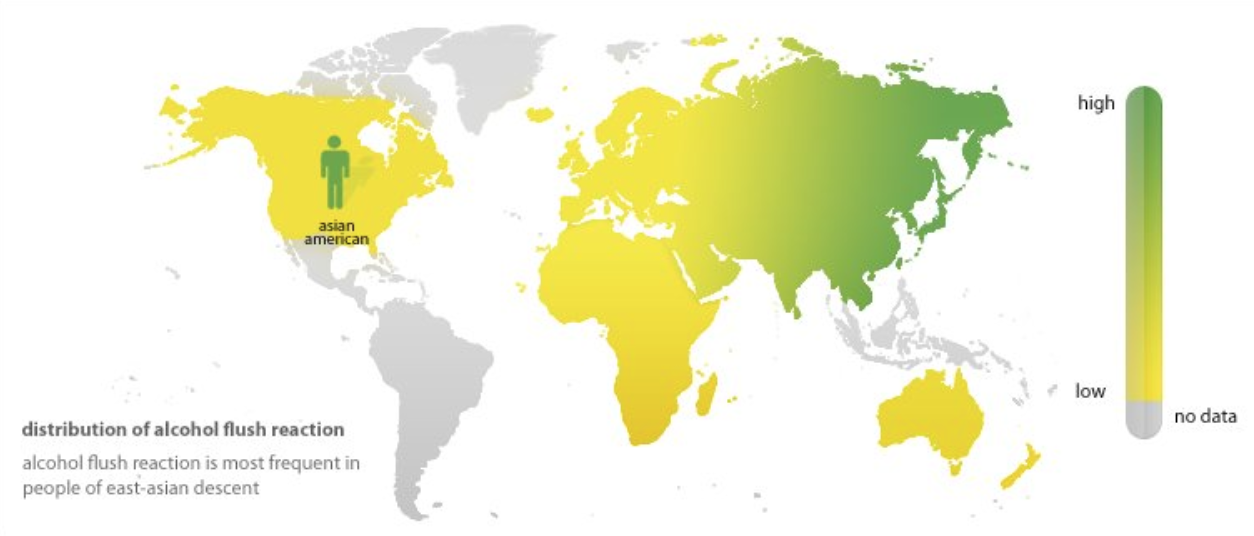 high
asian
american
low
no data
distribution of alcohol flush reaction
alcohol flush reaction is most frequent in
people of east-asian descent